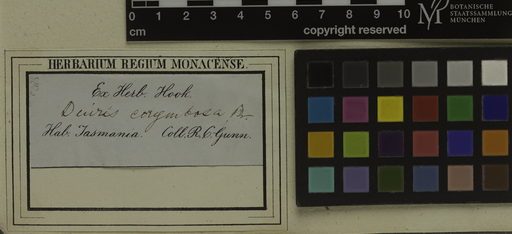 0 1 2 3 4 5 6 7 8 9 10
cm
copyright reserved
BOTANISCHE
STAATSSAMMLUNG
MÜNCHEN
HERBARIUM REGIUM MONACENSE.
Ex Herb. Hook.
Diuris corymbosa, Br.
Hab. Tasmania. Coll. R.C. Gunn.